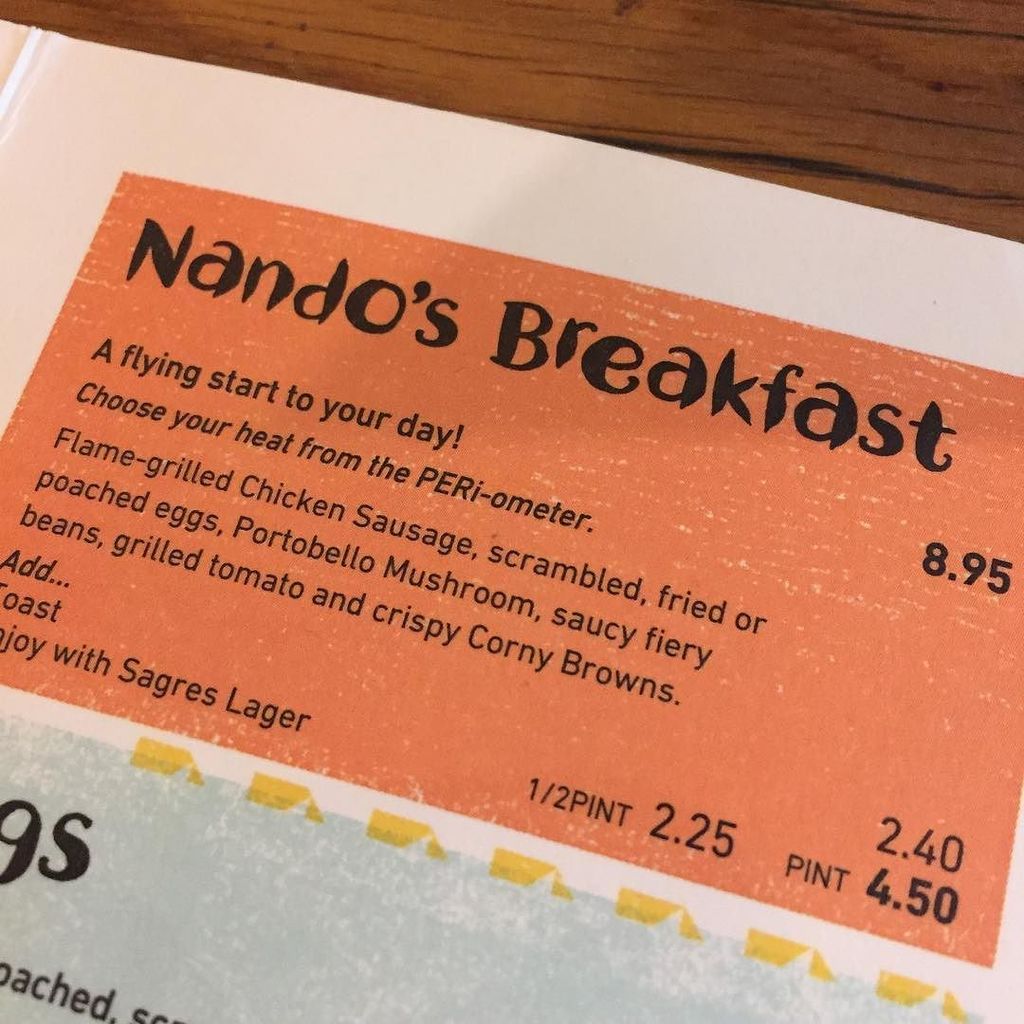 Nando's Breakfast
A flying start to your day!
Choose your heat from the PERi-ometer.
Flame-grilled Chicken Sausage, scrambled, fried or 8.95
poached eggs, Portobello Mushroom, saucy fiery
beans, grilled tomato and crispy Corny Browns.
Add...
oast 2.40
njoy with Sagres Lager 1/2PINT 2.25 PINT 4.50
gs
oached, scr